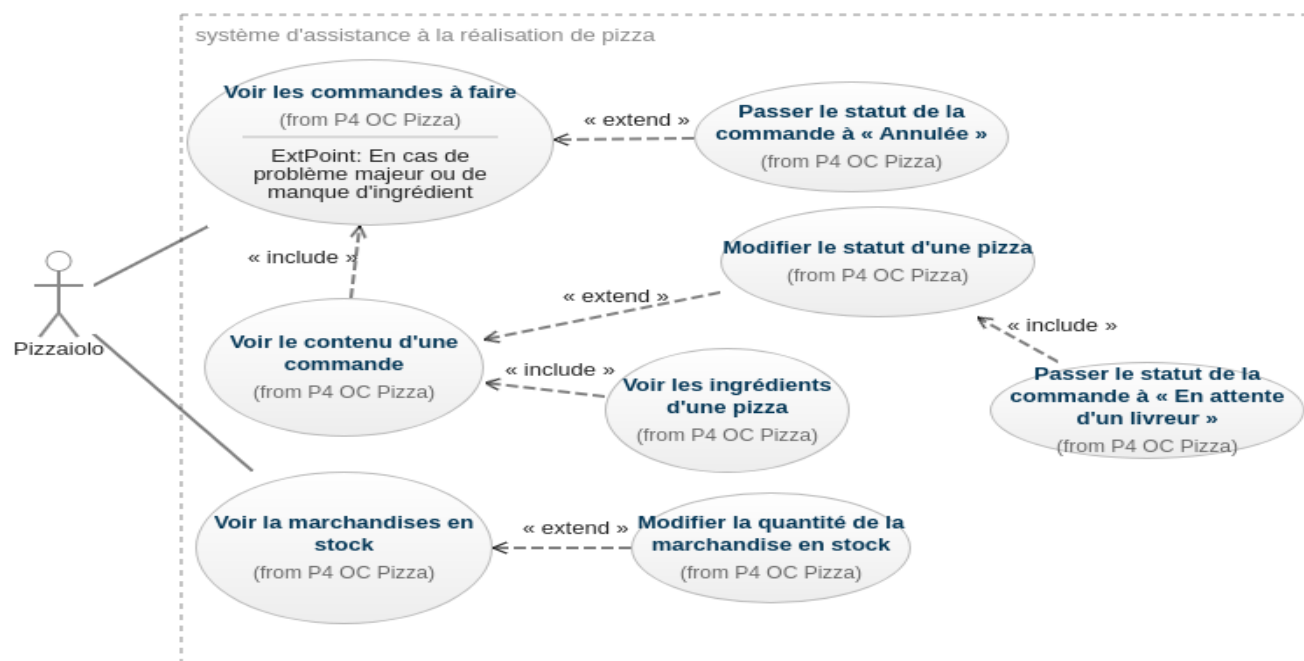 système d'assistance à la réalisation de pizza
Voir les commandes à faire
(from P4 OC Pizza)
ExtPoint: En cas de
problème majeur ou de
manque d'ingrédient
« extend »
Passer le statut de la
commande à « Annulée »
(from P4 OC Pizza)
« include »
Modifier le statut d'une pizza
(from P4 OC Pizza)
« extend »
« include »
Pizzaiolo
Voir le contenu d'une
commande
(from P4 OC Pizza)
« include »
Voir les ingrédients
d'une pizza
(from P4 OC Pizza)
Passer le statut de la
commande à « En attente
d'un livreur »
(from P4 OC Pizza)
Voir la marchandises en
stock
(from P4 OC Pizza)
« extend »
Modifier la quantité de la
marchandise en stock
(from P4 OC Pizza)